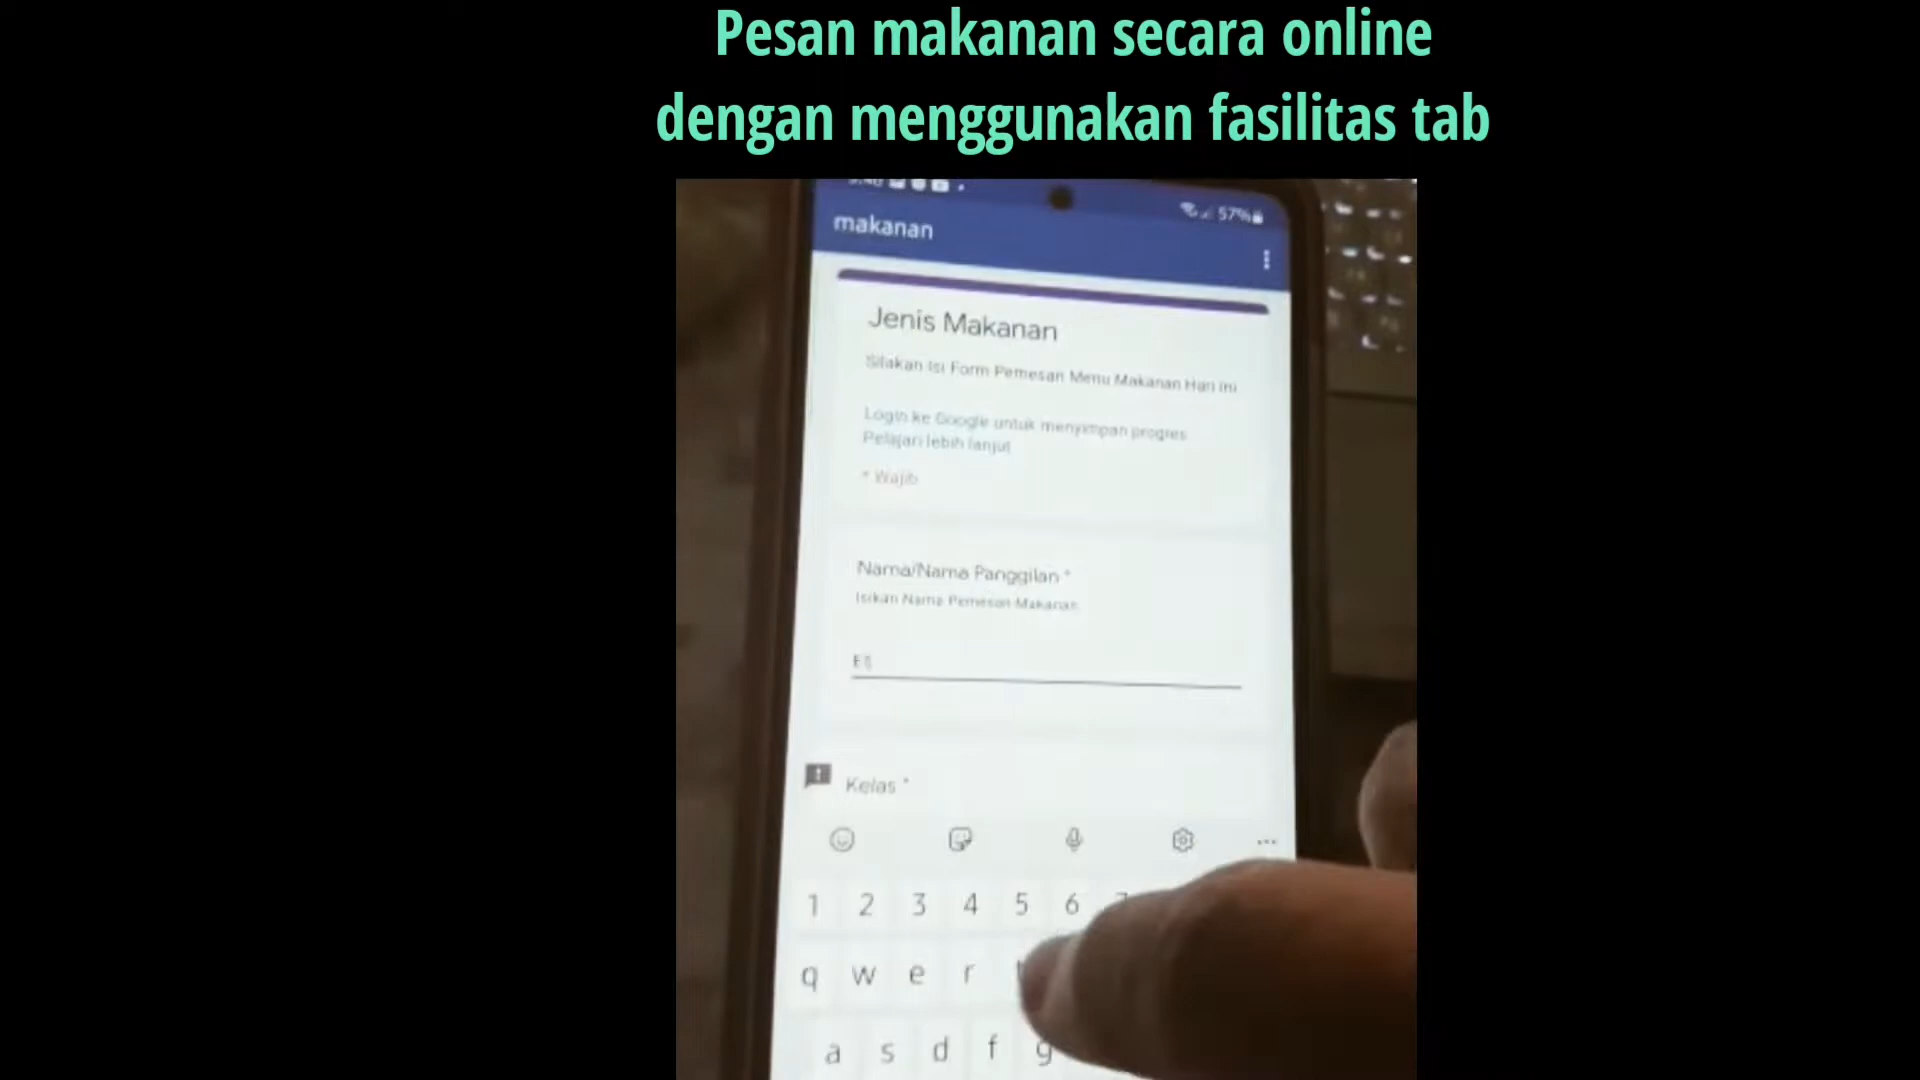 Pesan makanan secara online
dengan menggunakan fasilitas tab
57%
makanan
Jenis Makanan
Silakan Isi Form Pemesan Menu Makanan Hari Ini
Login ke Google untuk menyimpan progres
Pelajari lebih lanjut
* Wajib
Nama/Nama Panggilan *
Isikan Nama Pemesan Makanan
Kelas *
1 2 3 4 5 6
q w e r
a s d f g